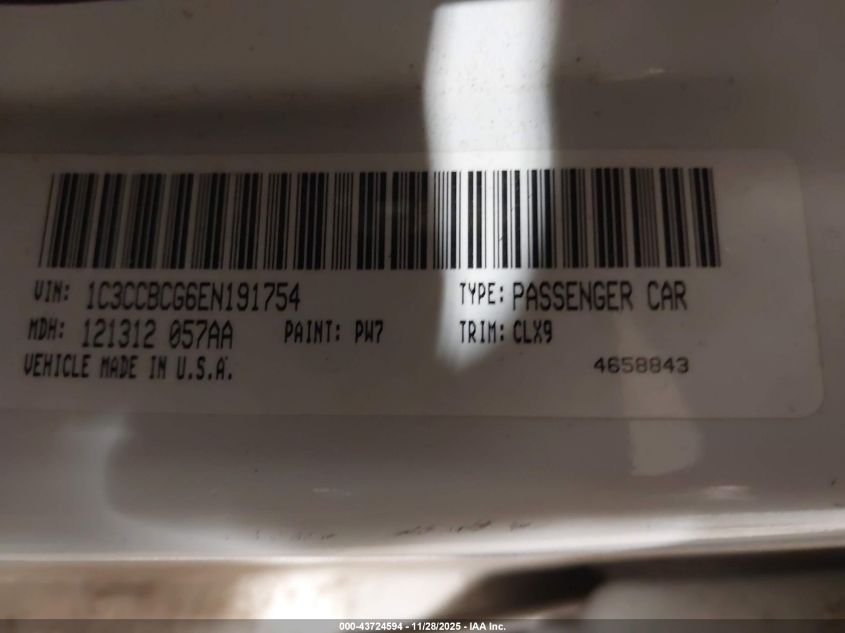 VIN: 1C3CCBCG6EN191754 TYPE: PASSENGER CAR
MDH: 121312 057AA PAINT: PW7 TRIM: CLX9
VEHICLE MADE IN U.S.A. 4658843
000-43724594 - 11/28/2025 - IAA Inc.